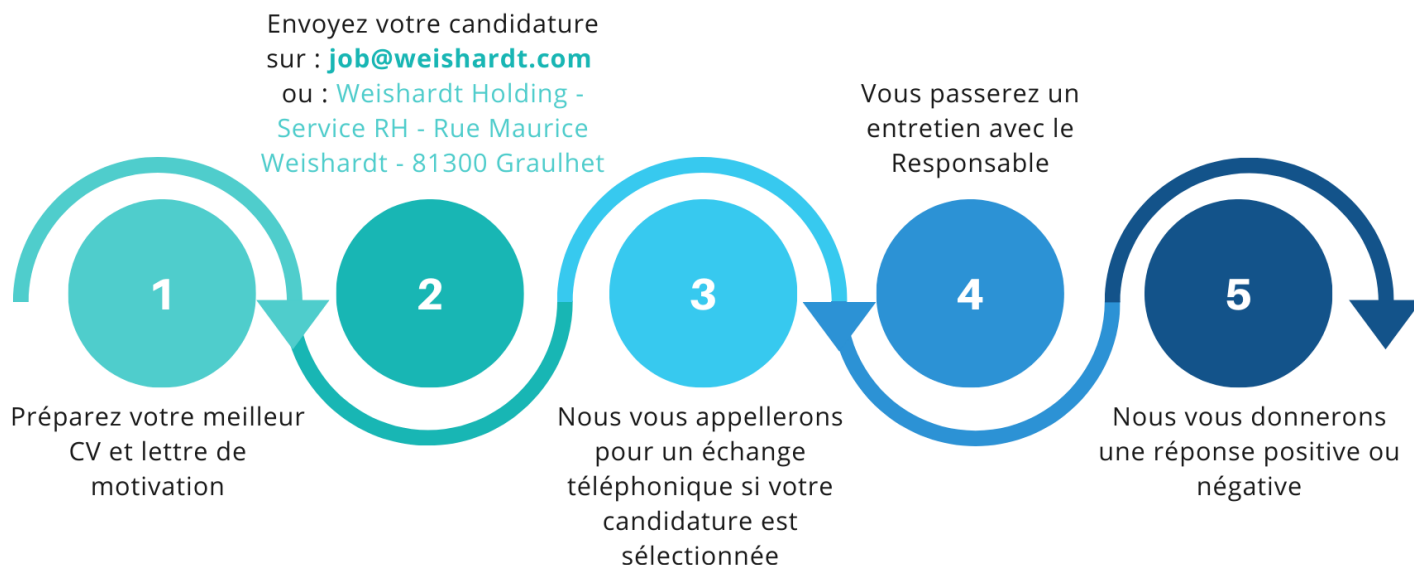 1
Préparez votre meilleur
CV et lettre de
motivation
Envoyez votre candidature
sur : job@weishardt.com
ou : Weishardt Holding -
Service RH - Rue Maurice
Weishardt - 81300 Graulhet
2
3
Nous vous appellerons
pour un échange
téléphonique si votre
candidature est
sélectionnée
Vous passerez un
entretien avec le
Responsable
4
5
Nous vous donnerons
une réponse positive ou
négative